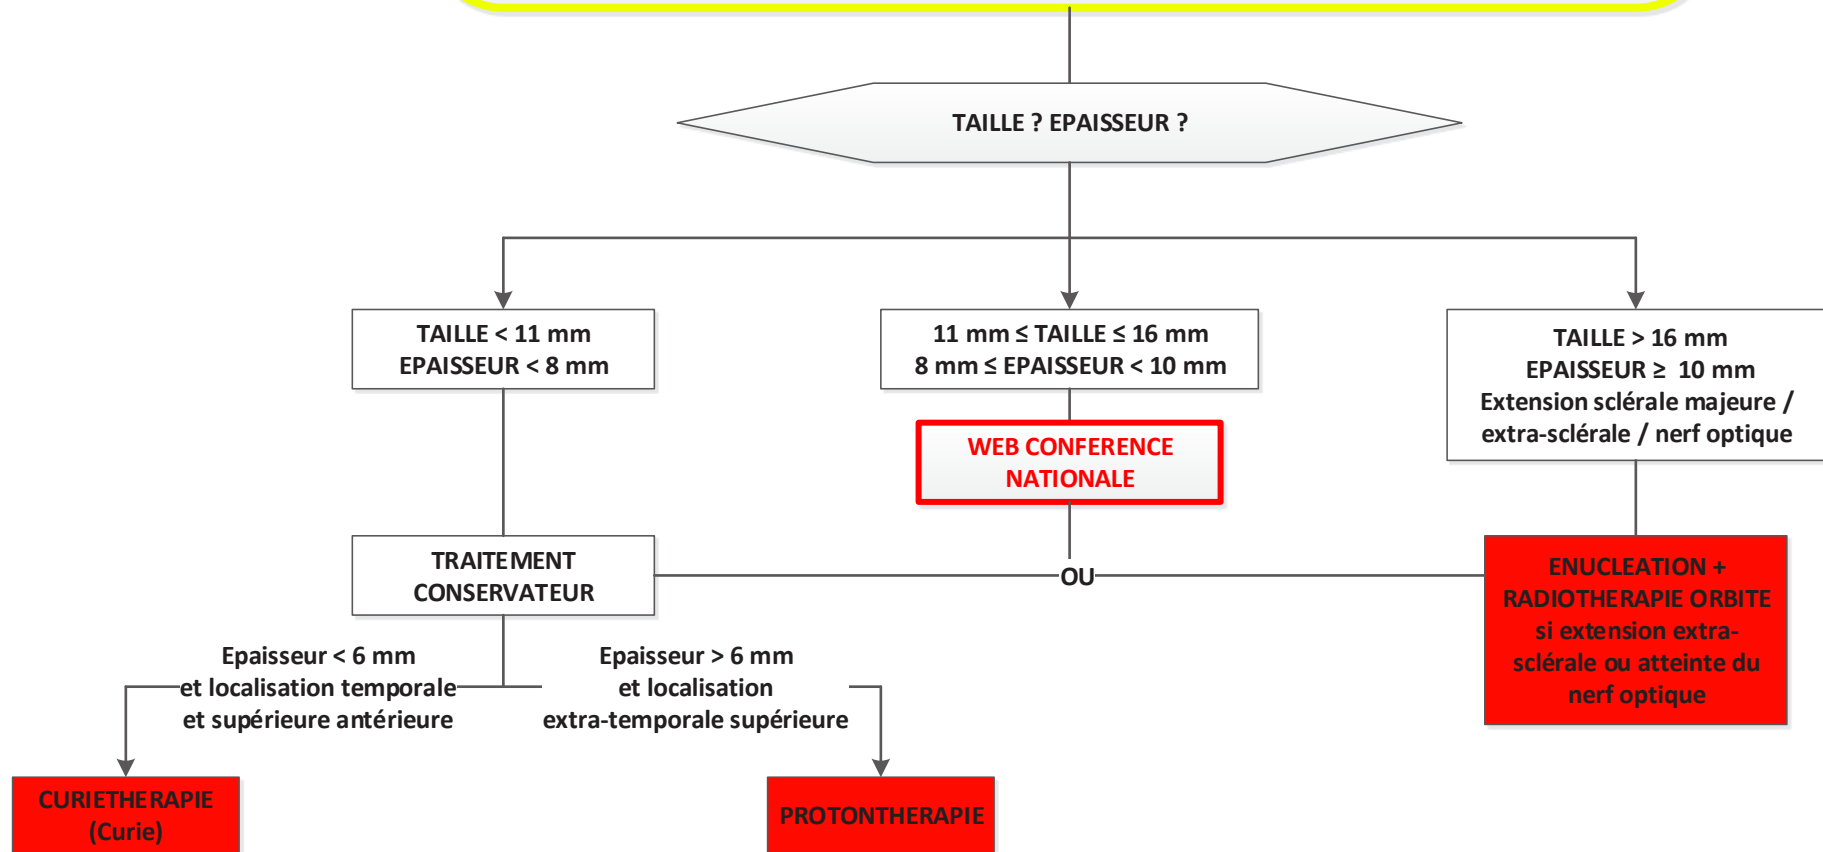 TAILLE ? EPAISSEUR ?
TAILLE < 11 mm
EPAISSEUR < 8 mm
11 mm ≤ TAILLE ≤ 16 mm
8 mm ≤ EPAISSEUR < 10 mm
TAILLE > 16 mm
EPAISSEUR ≥ 10 mm
Extension sclérale majeure /
extra-sclérale / nerf optique
WEB CONFERENCE
NATIONALE
TRAITEMENT
CONSERVATEUR
OU
ENUCLEATION +
RADIOTHERAPIE ORBITE
si extension extra-
sclérale ou atteinte du
nerf optique
Epaisseur < 6 mm
et localisation temporale
et supérieure antérieure
Epaisseur > 6 mm
et localisation
extra-temporale supérieure
CURIETHERAPIE
(Curie)
PROTONTHERAPIE